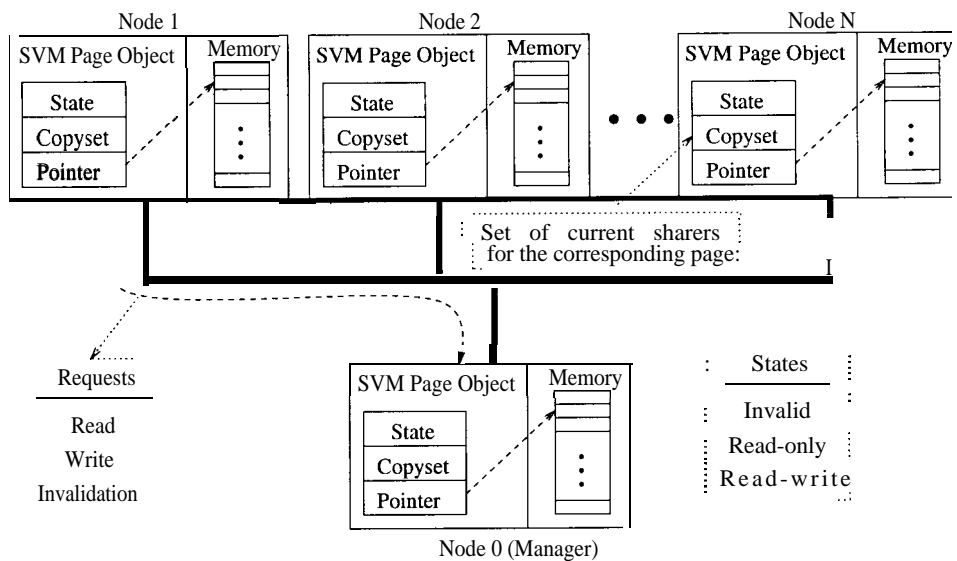 Node 1
Node 2
Node N
SVM Page Object
Memory
State
Copyset
Pointer
SVM Page Object
Memory
State
Copyset
Pointer
SVM Page Object
Memory
State
Copyset
Pointer
Set of current sharers
for the corresponding page:
Requests
Read
Write
Invalidation
SVM Page Object
Memory
State
Copyset
Pointer
Node 0 (Manager)
States
Invalid
Read-only
Read-write